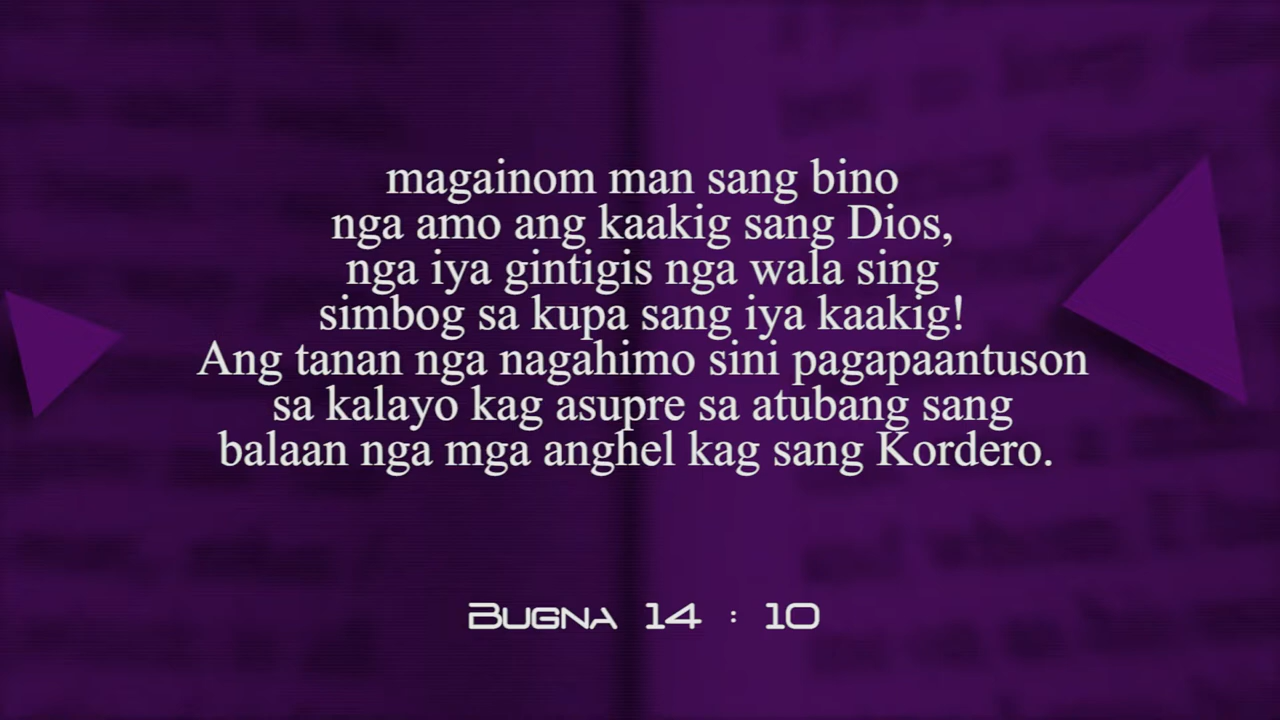 magainom man sang bino
nga amo ang kaakig sang Dios,
nga iya gintigis nga wala sing
simbog sa kupa sang iya kaakig!
Ang tanan nga nagahimo sini pagapaantuson
sa kalayo kag asupre sa atubang sang
balaan nga mga anghel kag sang Kordero.
Bugna 14 : 10